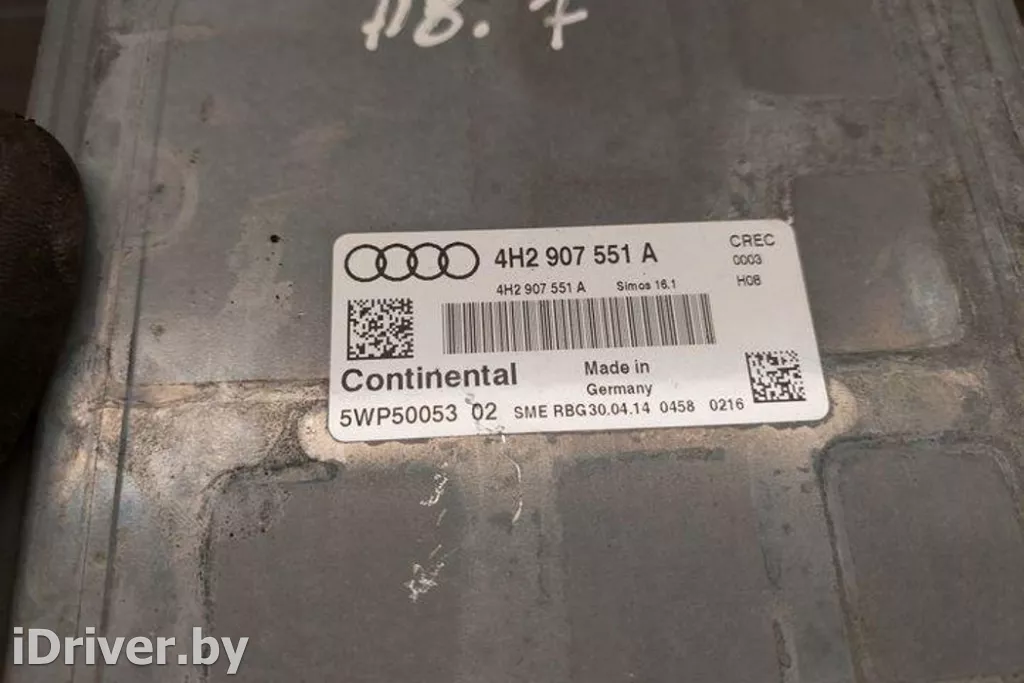 4H2 907 551 A
CREC
0003
H08
4H2 907 551 A Simos 16.1
Continental
Made in
Germany
5WP50053 02 SME RBG30.04.14 0458 0216
iDriver.by